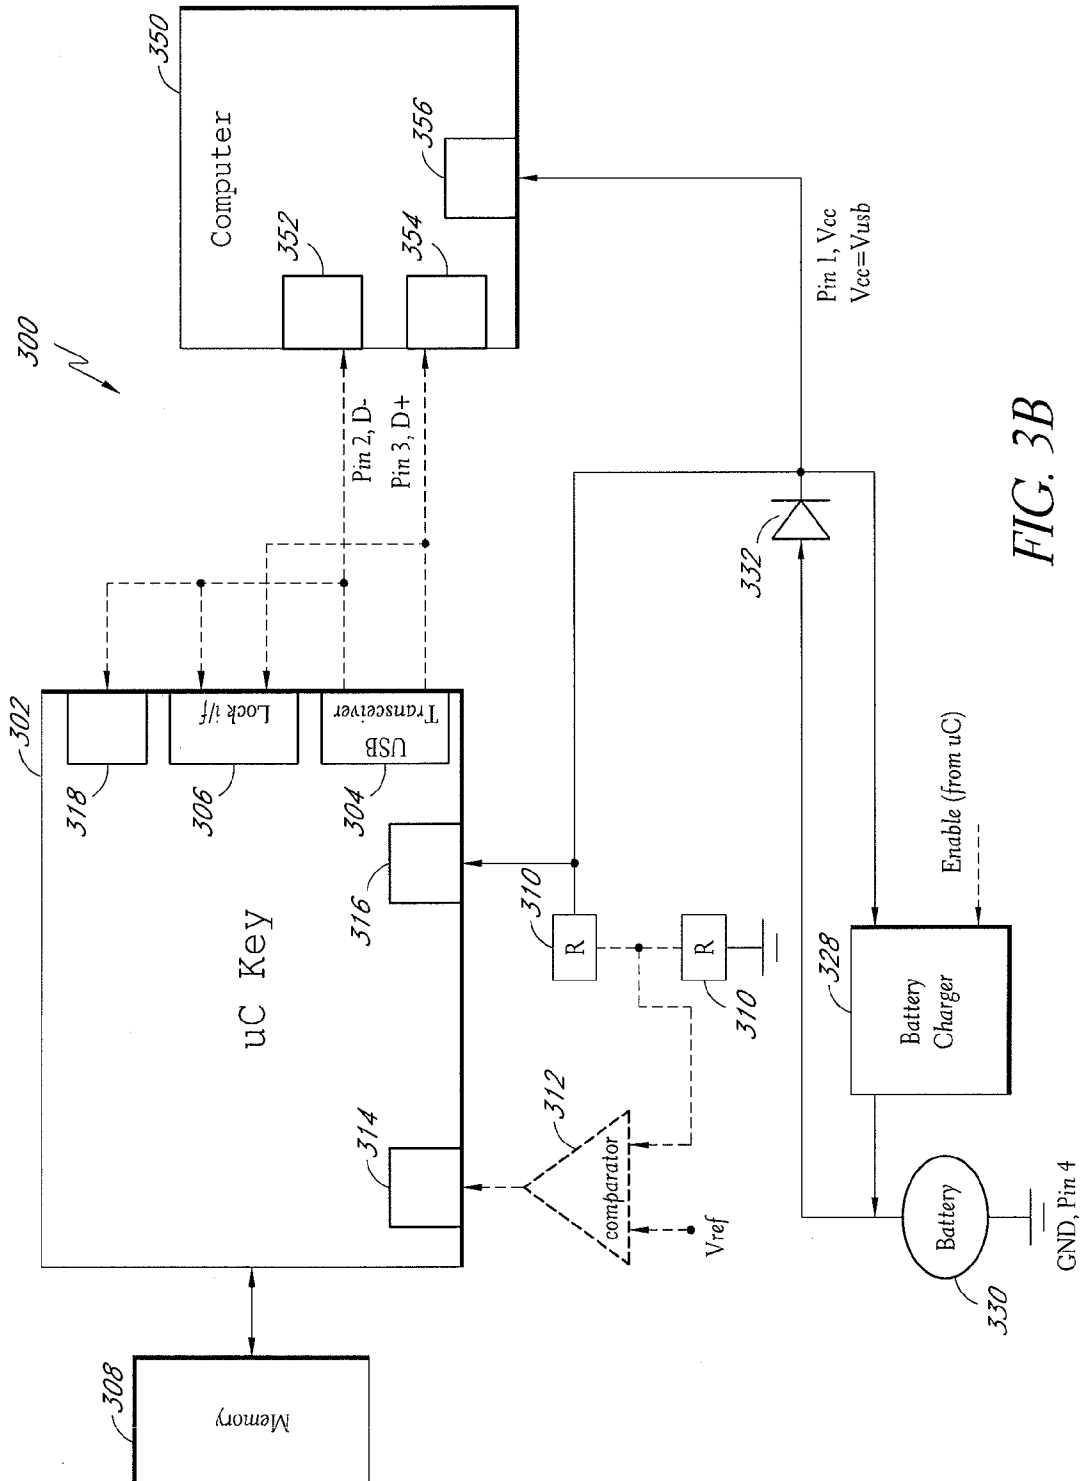 300
350
Computer
352
354
356
Pin 2, D-
Pin 3, D+
Pin 1, Vcc
Vcc=Vusb
302
uC Key
318
Lock i/f
306
USB
Transceiver
304
316
314
310
R
R
310
312
comparator
Vref
308
Memory
332
Enable (from uC)
328
Battery
Charger
Battery
330
GND, Pin 4
FIG. 3B